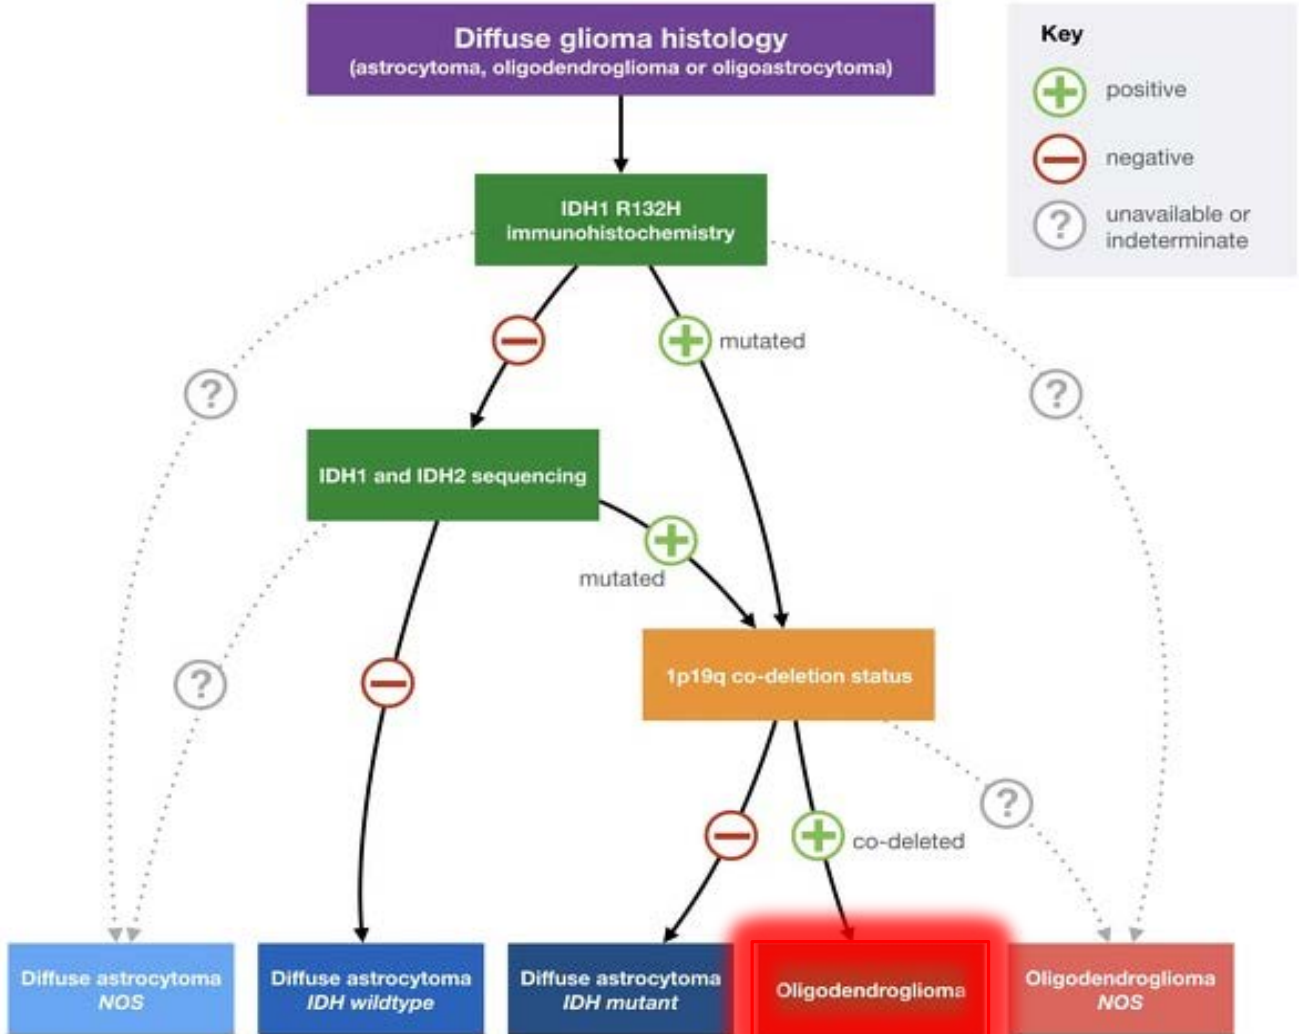 Diffuse glioma histology
(astrocytoma, oligodendroglioma or oligoastrocytoma)
Key
positive
negative
? unavailable or
indeterminate
IDH1 R132H
immunohistochemistry
mutated
?
?
IDH1 and IDH2 sequencing
mutated
?
1p19q co-deletion status
?
co-deleted
Diffuse astrocytoma
NOS
Diffuse astrocytoma
IDH wildtype
Diffuse astrocytoma
IDH mutant
Oligodendroglioma
Oligodendroglioma
NOS